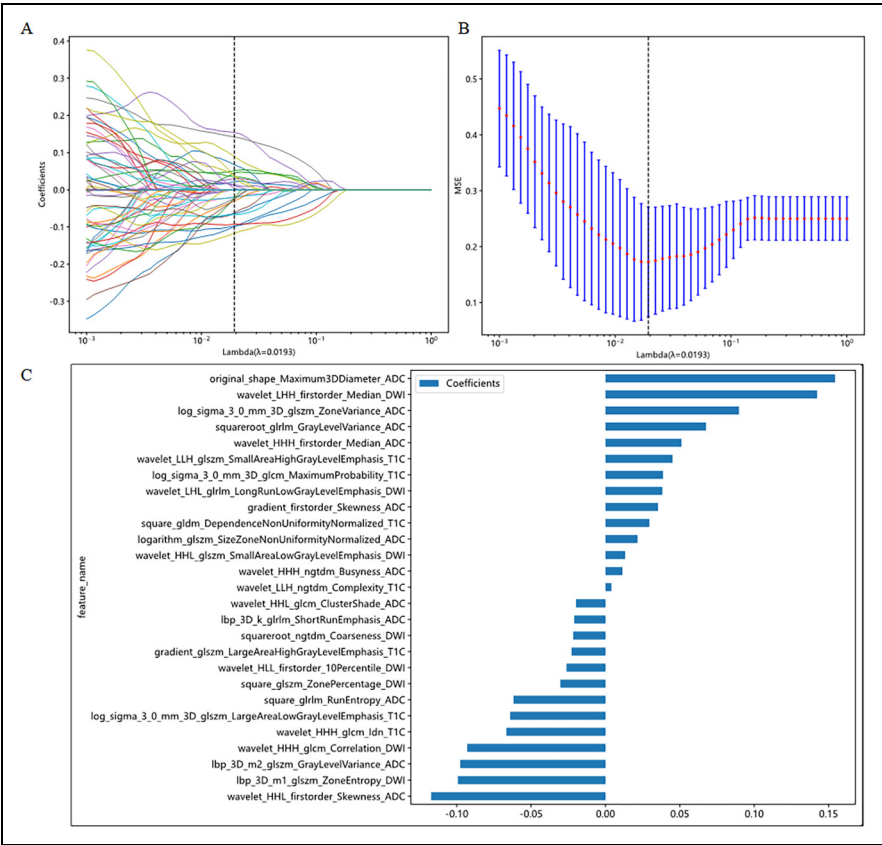 A
0.4
0.3
0.2
0.1
0.0
-0.1
-0.2
-0.3
Coefficients
10⁻³
10⁻²
10⁻¹
10⁰
Lambda(λ=0.0193)
B
0.5
0.4
0.3
0.2
0.1
MSE
10⁻³
10⁻²
10⁻¹
10⁰
Lambda(λ=0.0193)
C
feature_name
Coefficients
original_shape_Maximum3DDiameter_ADC
wavelet_LHH_firstorder_Median_DWI
log_sigma_3_0_mm_3D_glszm_ZoneVariance_ADC
squareroot_glrlm_GrayLevelVariance_ADC
wavelet_HHH_firstorder_Median_ADC
wavelet_LLH_glszm_SmallAreaHighGrayLevelEmphasis_T1C
log_sigma_3_0_mm_3D_glcm_MaximumProbability_T1C
wavelet_LHL_glrlm_LongRunLowGrayLevelEmphasis_DWI
gradient_firstorder_Skewness_ADC
square_gldm_DependenceNonUniformityNormalized_T1C
logarithm_glszm_SizeZoneNonUniformityNormalized_ADC
wavelet_HHL_glszm_SmallAreaLowGrayLevelEmphasis_DWI
wavelet_HHH_ngtdm_Busyness_ADC
wavelet_LLH_ngtdm_Complexity_T1C
wavelet_HHL_glcm_ClusterShade_ADC
lbp_3D_k_glrlm_ShortRunEmphasis_ADC
squareroot_ngtdm_Coarseness_DWI
gradient_glszm_LargeAreaHighGrayLevelEmphasis_T1C
wavelet_HLL_firstorder_10Percentile_DWI
square_glszm_ZonePercentage_DWI
square_glrlm_RunEntropy_ADC
log_sigma_3_0_mm_3D_glszm_LargeAreaLowGrayLevelEmphasis_T1C
wavelet_HHH_glcm_Idn_T1C
wavelet_HHH_glcm_Correlation_DWI
lbp_3D_m2_glszm_GrayLevelVariance_ADC
lbp_3D_m1_glszm_ZoneEntropy_DWI
wavelet_HHL_firstorder_Skewness_ADC
-0.10
-0.05
0.00
0.05
0.10
0.15